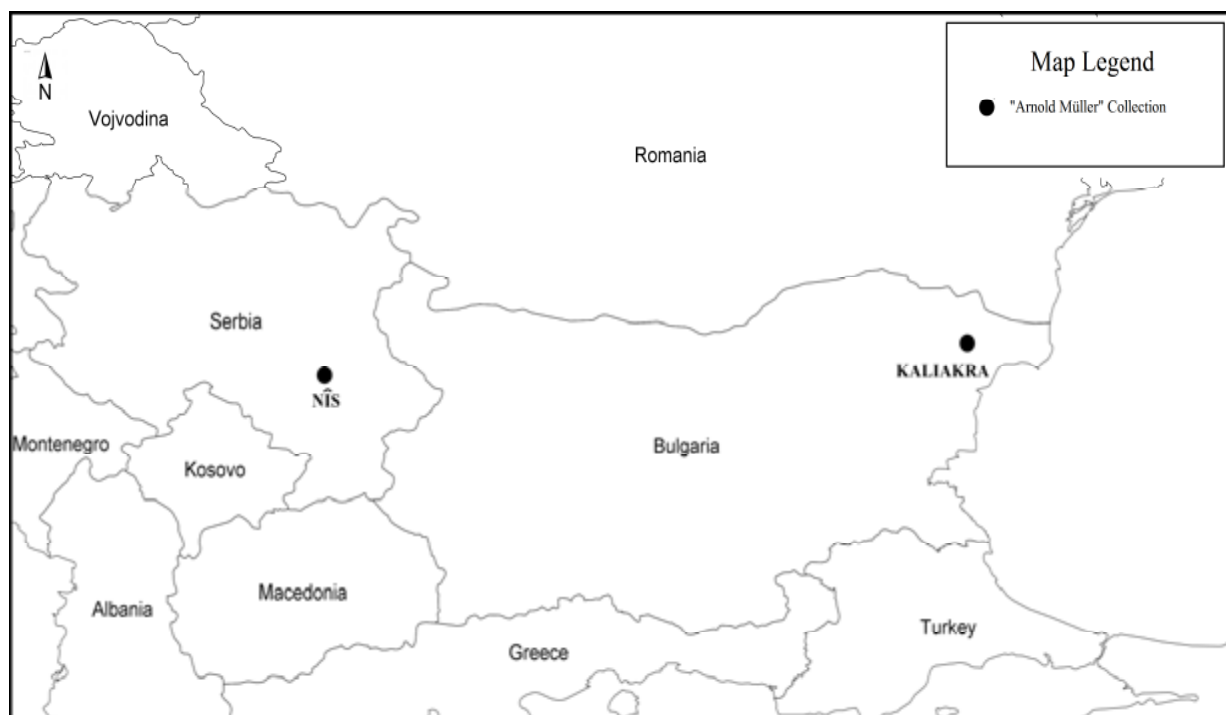 Map Legend
"Arnold Müller" Collection
N
Vojvodina
Romania
Serbia
KALIAKRA
NÎS
Montenegro
Bulgaria
Kosovo
Macedonia
Albania
Turkey
Greece